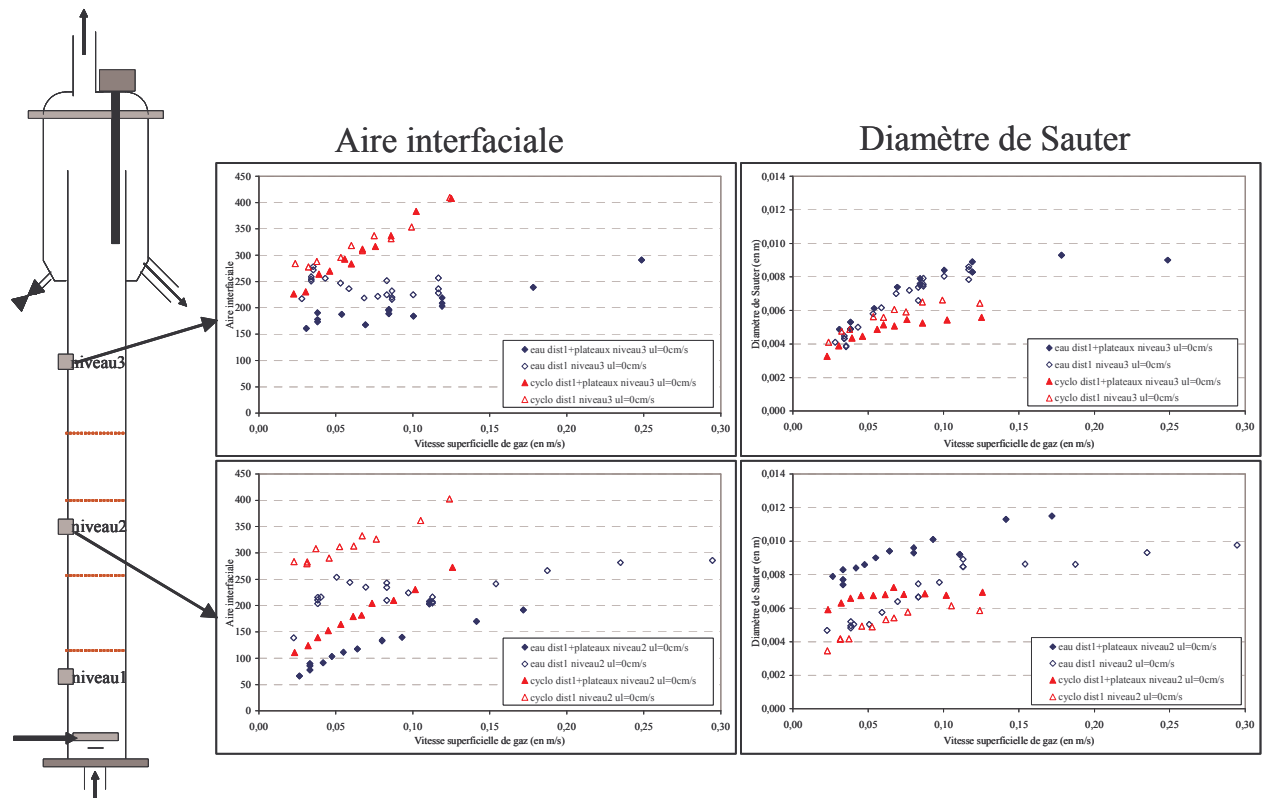 Aire interfaciale
Diamètre de Sauter
450
400
350
300
250
200
150
100
50
0
Aire interfaciale
0,00
0,05
0,10
0,15
0,20
0,25
0,30
Vitesse superficielle de gaz (en m/s)
eau dist1+plateaux niveau3 ul=0cm/s
eau dist1 niveau3 ul=0cm/s
cyclo dist1+plateaux niveau3 ul=0cm/s
cyclo dist1 niveau3 ul=0cm/s
0,014
0,012
0,010
0,008
0,006
0,004
0,002
0,000
Diamètre de Sauter (en m)
0,00
0,05
0,10
0,15
0,20
0,25
0,30
Vitesse superficielle de gaz (en m/s)
eau dist1+plateaux niveau3 ul=0cm/s
eau dist1 niveau3 ul=0cm/s
cyclo dist1+plateaux niveau3 ul=0cm/s
cyclo dist1 niveau3 ul=0cm/s
niveau3
niveau2
niveau1
450
400
350
300
250
200
150
100
50
0
Aire interfaciale
0,00
0,05
0,10
0,15
0,20
0,25
0,30
Vitesse superficielle de gaz (en m/s)
eau dist1+plateaux niveau2 ul=0cm/s
eau dist1 niveau2 ul=0cm/s
cyclo dist1+plateaux niveau2 ul=0cm/s
cyclo dist1 niveau2 ul=0cm/s
0,014
0,012
0,010
0,008
0,006
0,004
0,002
0,000
Diamètre de Sauter (en m)
0,00
0,05
0,10
0,15
0,20
0,25
0,30
Vitesse superficielle de gaz (en m/s)
eau dist1+plateaux niveau2 ul=0cm/s
eau dist1 niveau2 ul=0cm/s
cyclo dist1+plateaux niveau2 ul=0cm/s
cyclo dist1 niveau2 ul=0cm/s